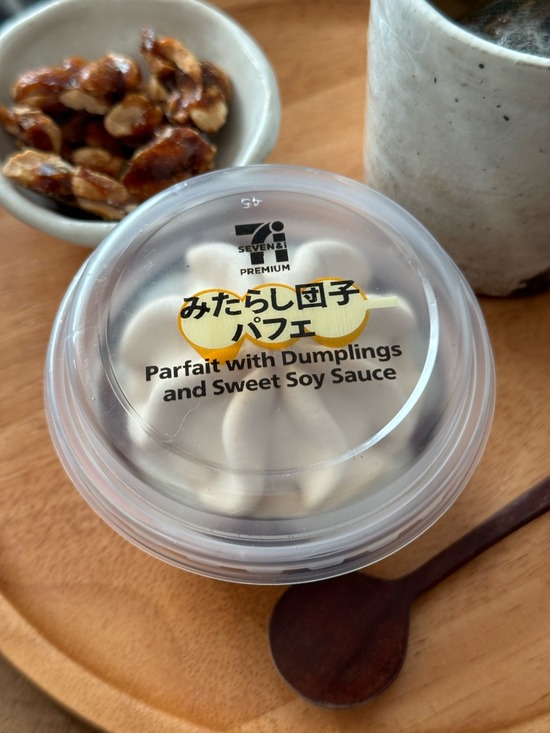 45
7i
SEVEN&i
PREMIUM
みたらし団子
パフェ
Parfait with Dumplings
and Sweet Soy Sauce